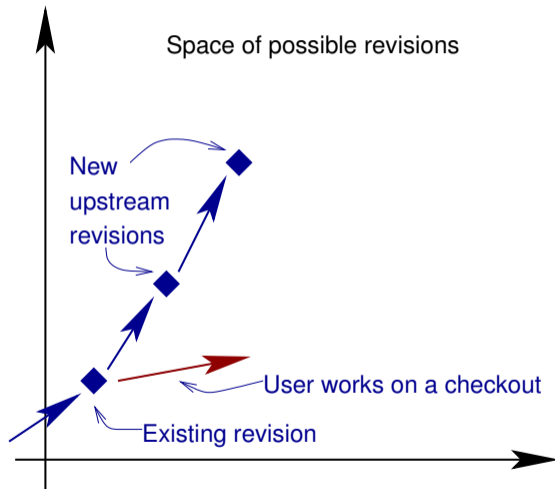 Space of possible revisions
New
upstream
revisions
User works on a checkout
Existing revision